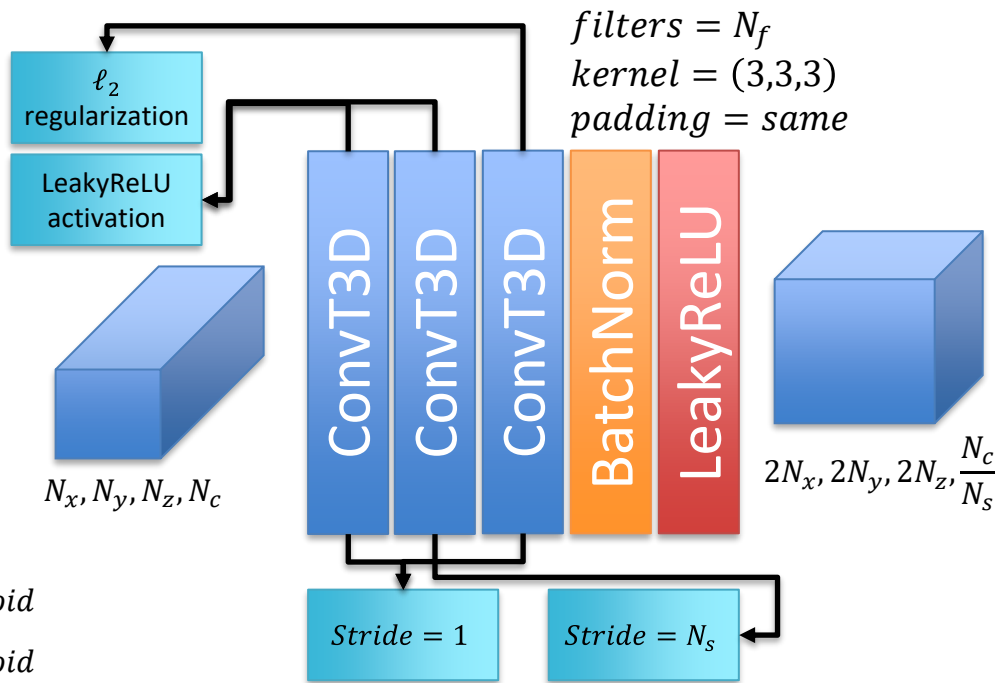 filters = N_f
kernel = (3,3,3)
padding = same
ℓ_2
regularization
LeakyReLU
activation
ConvT3D
ConvT3D
ConvT3D
BatchNorm
LeakyReLU
N_x, N_y, N_z, N_c
2N_x, 2N_y, 2N_z, N_c/N_s
Stride = 1
Stride = N_s